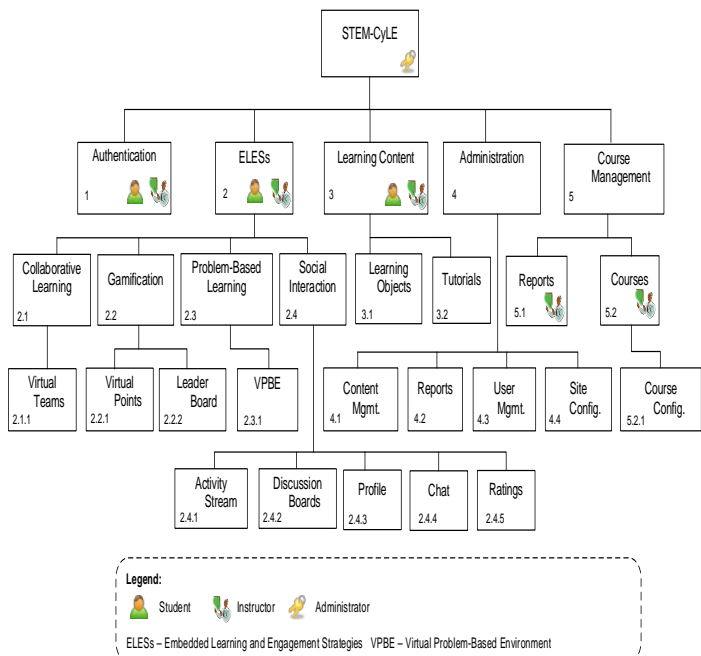 STEM-CyLE
Authentication
1
ELESs
2
Learning Content
3
Administration
4
Course
Management
5
Collaborative
Learning
2.1
Gamification
2.2
Problem-Based
Learning
2.3
Social
Interaction
2.4
Learning
Objects
3.1
Tutorials
3.2
Reports
5.1
Courses
5.2
Virtual
Teams
2.1.1
Virtual
Points
2.2.1
Leader
Board
2.2.2
VPBE
2.3.1
Content
Mgmt.
4.1
Reports
4.2
User
Mgmt.
4.3
Site
Config.
4.4
Course
Config.
5.2.1
Activity
Stream
2.4.1
Discussion
Boards
2.4.2
Profile
2.4.3
Chat
2.4.4
Ratings
2.4.5
Legend:
Student Instructor Administrator
ELESs – Embedded Learning and Engagement Strategies VPBE – Virtual Problem-Based Environment